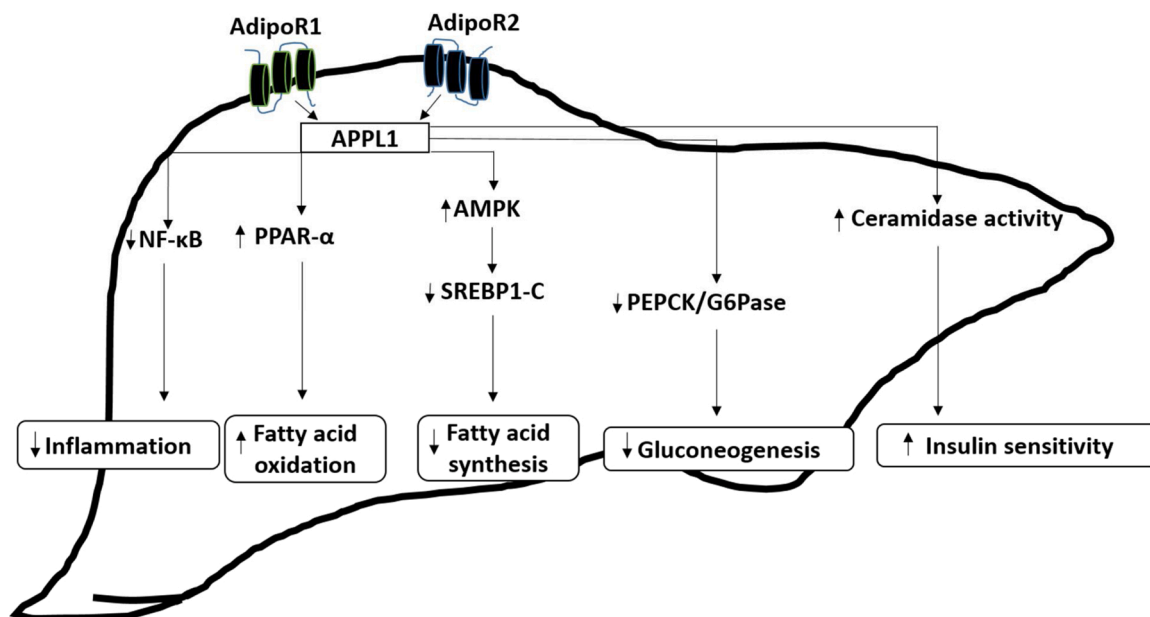 AdipoR1
AdipoR2
APPL1
↓NF-κB
↑ PPAR-α
↑AMPK
↓ SREBP1-C
↓PEPCK/G6Pase
↑ Ceramidase activity
↓Inflammation
↑ Fatty acid
oxidation
↓ Fatty acid
synthesis
↓ Gluconeogenesis
↑ Insulin sensitivity